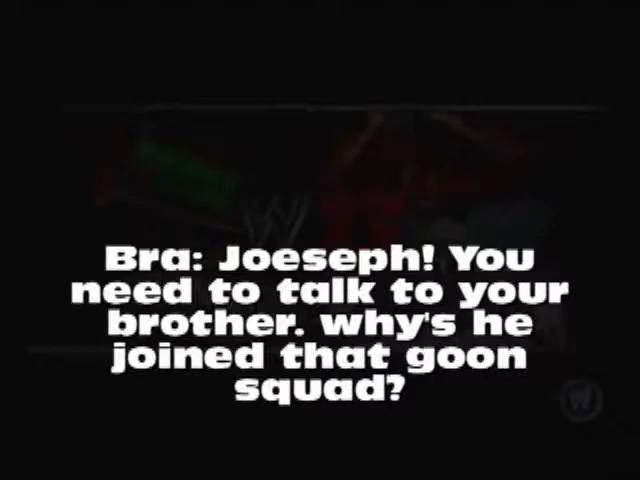 Bra: Joeseph! You
need to talk to your
brother. why's he
joined that goon
squad?